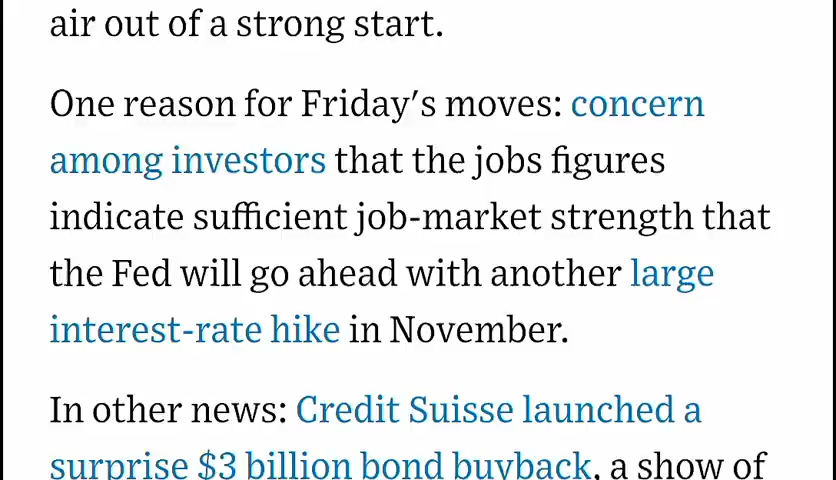 air out of a strong start.
One reason for Friday's moves: concern
among investors that the jobs figures
indicate sufficient job-market strength that
the Fed will go ahead with another large
interest-rate hike in November.
In other news: Credit Suisse launched a
surprise $3 billion bond buyback, a show of